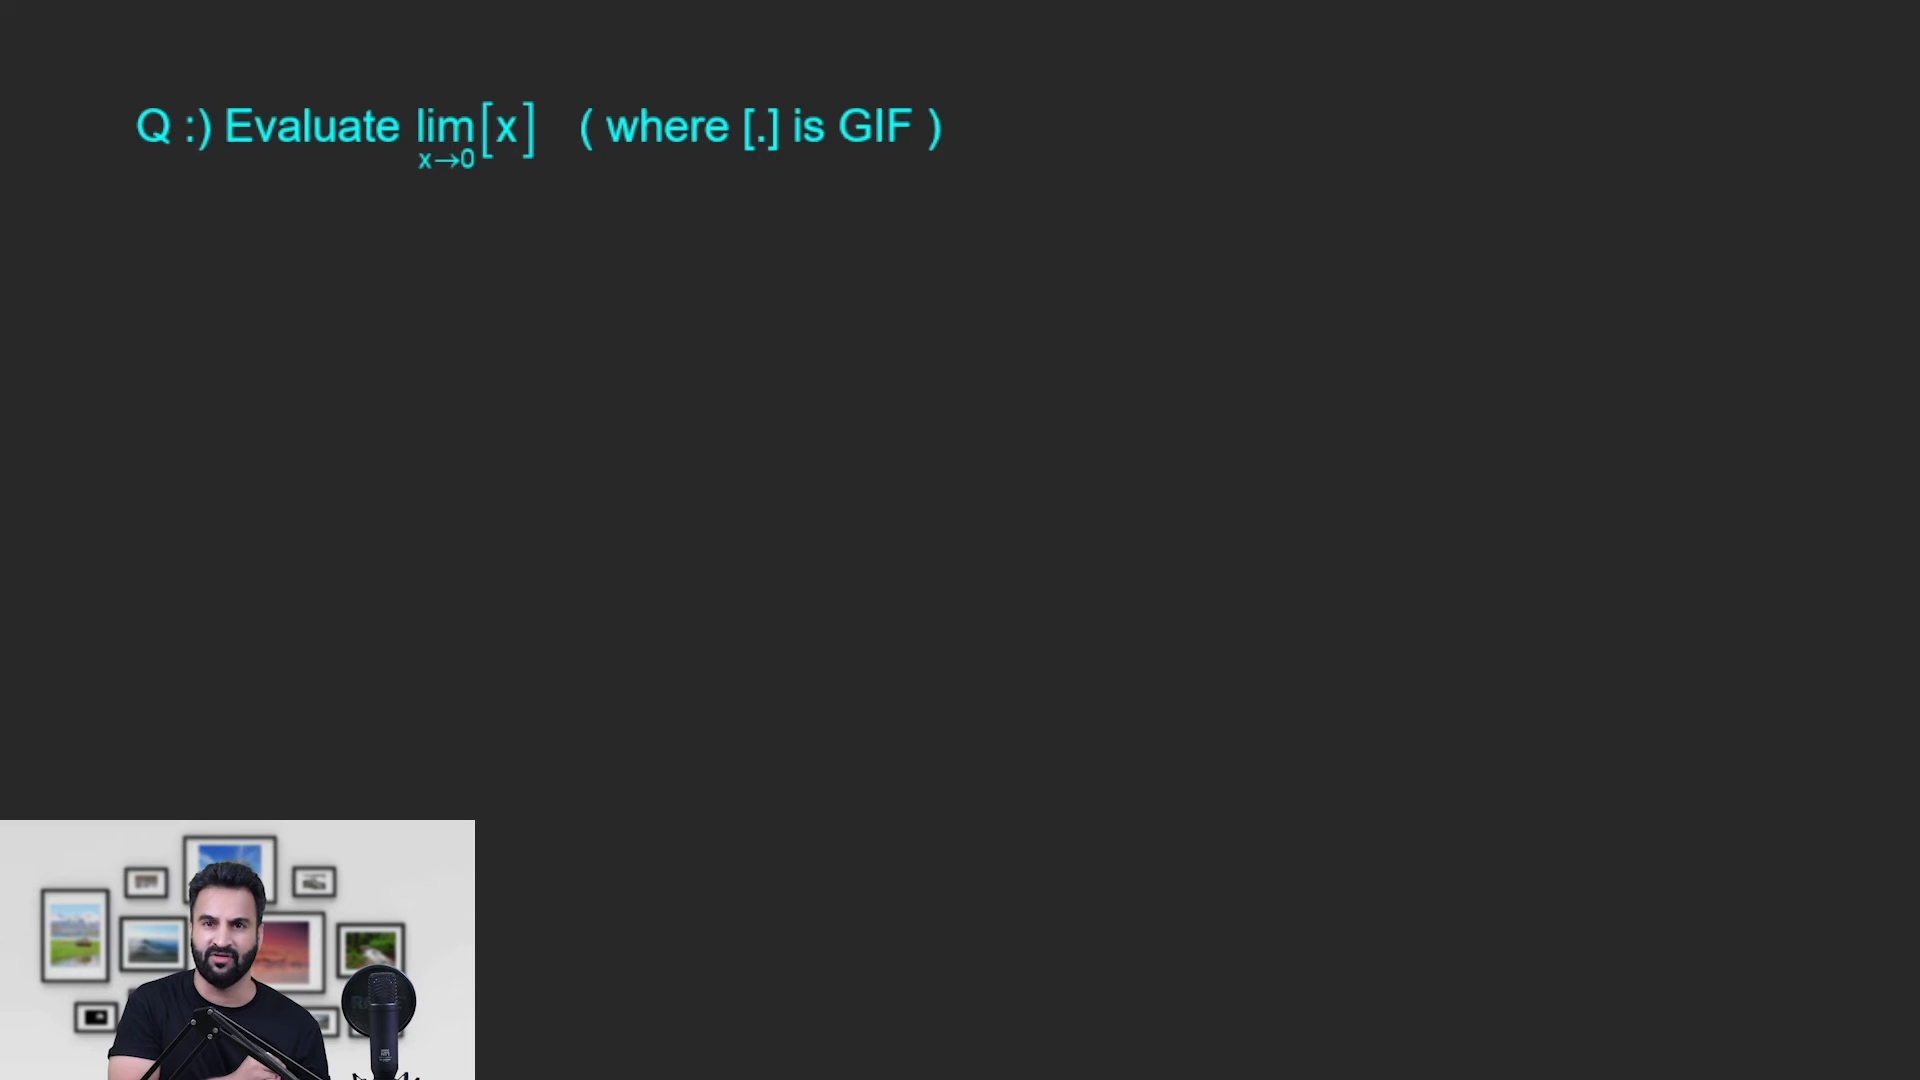 Q :) Evaluate lim x→0 [x] ( where [.] is GIF )